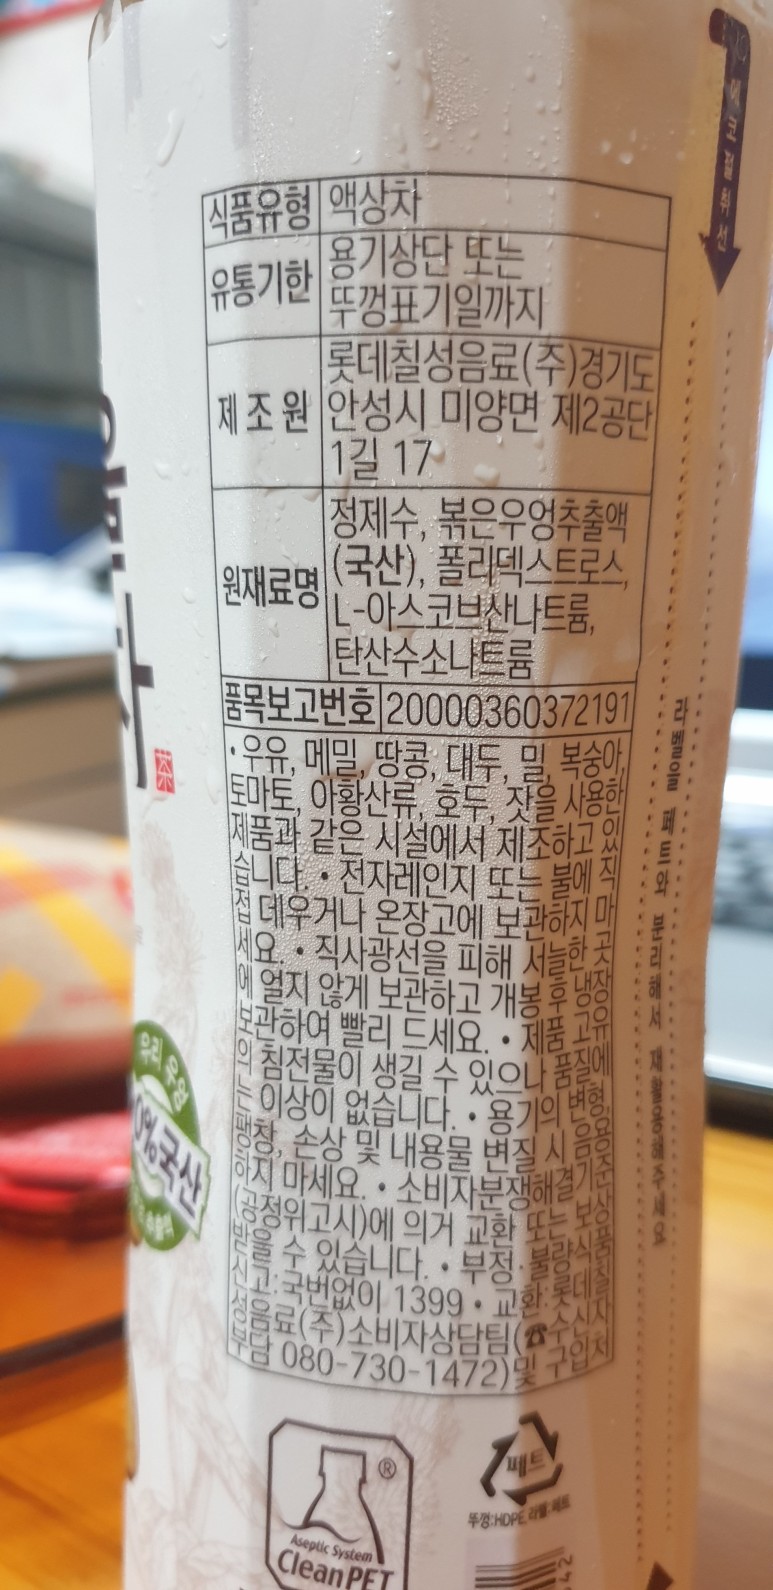 에코절취선
식품유형 액상차
유통기한 용기상단 또는
뚜껑표기일까지
제조원 롯데칠성음료(주)경기도
안성시 미양면 제2공단
1길 17
원재료명 정제수, 볶은우엉추출액
(국산), 폴리덱스트로스,
L-아스코브산나트륨,
탄산수소나트륨
품목보고번호 20000360372191
•우유, 메밀, 땅콩, 대두, 밀, 복숭아,
토마토, 아황산류, 호두, 잣을 사용한
제품과 같은 시설에서 제조하고 있
습니다. • 전자레인지 또는 불에 직
접 데우거나 온장고에 보관하지 마
세요. • 직사광선을 피해 서늘한 곳
에 얼지 않게 보관하고 개봉 후 냉장
보관하여 빨리 드세요. • 제품 고유
의 침전물이 생길 수 있으나 품질에
는 이상이 없습니다. • 용기의 변형,
팽창, 손상 및 내용물 변질 시 음용
하지 마세요. • 소비자분쟁해결기준
(공정위고시)에 의거 교환 또는 보상
받을 수 있습니다. • 부정·불량식품
신고:국번없이 1399 • 교환:롯데칠
성음료(주)소비자상담팀(☎수신자
부담 080-730-1472)및 구입처
라벨을 페트와 분리해서 재활용해주세요
茶
우리 우엉
0%국산
Aseptic System
CleanPET
®
페트
뚜껑:HDPE 라벨:페트
42